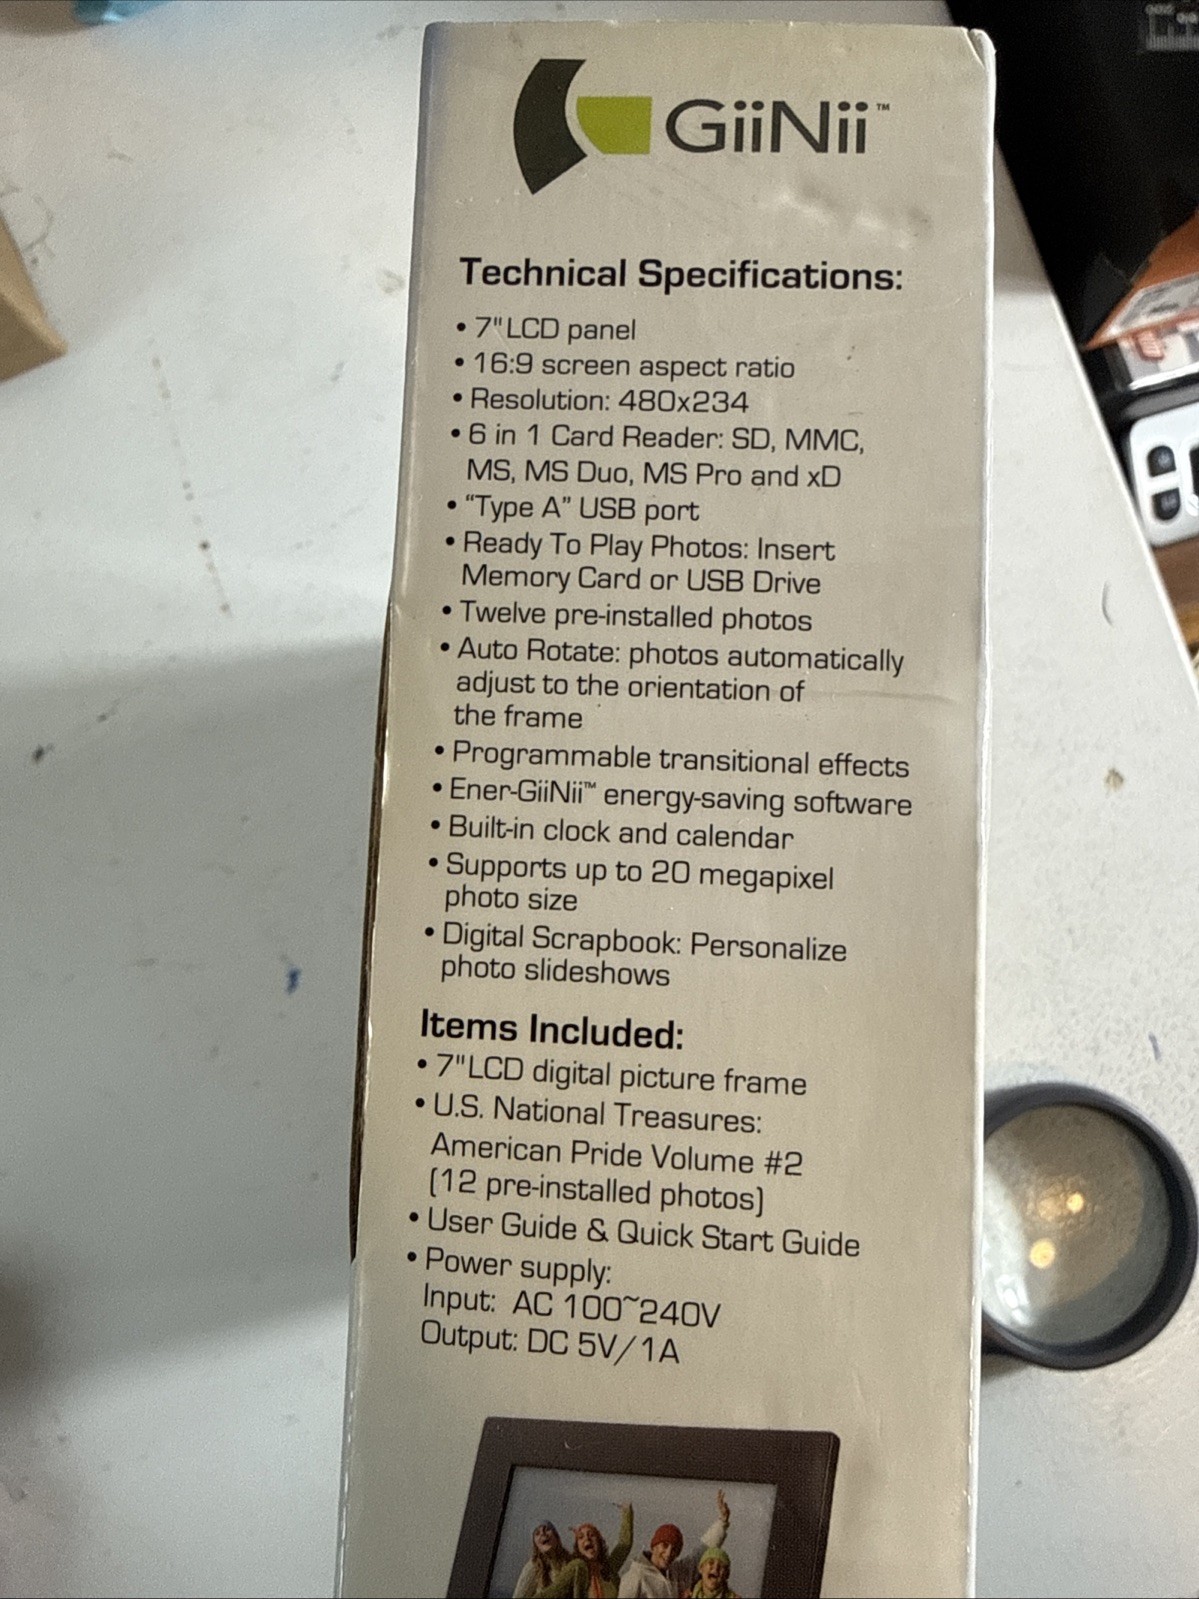 GiiNii™
Technical Specifications:
• 7" LCD panel
• 16:9 screen aspect ratio
• Resolution: 480x234
• 6 in 1 Card Reader: SD, MMC,
MS, MS Duo, MS Pro and xD
• “Type A” USB port
• Ready To Play Photos: Insert
Memory Card or USB Drive
• Twelve pre-installed photos
• Auto Rotate: photos automatically
adjust to the orientation of
the frame
• Programmable transitional effects
• Ener-GiiNii™ energy-saving software
• Built-in clock and calendar
• Supports up to 20 megapixel
photo size
• Digital Scrapbook: Personalize
photo slideshows
Items Included:
• 7" LCD digital picture frame
• U.S. National Treasures:
American Pride Volume #2
(12 pre-installed photos)
• User Guide & Quick Start Guide
• Power supply:
Input: AC 100~240V
Output: DC 5V/1A